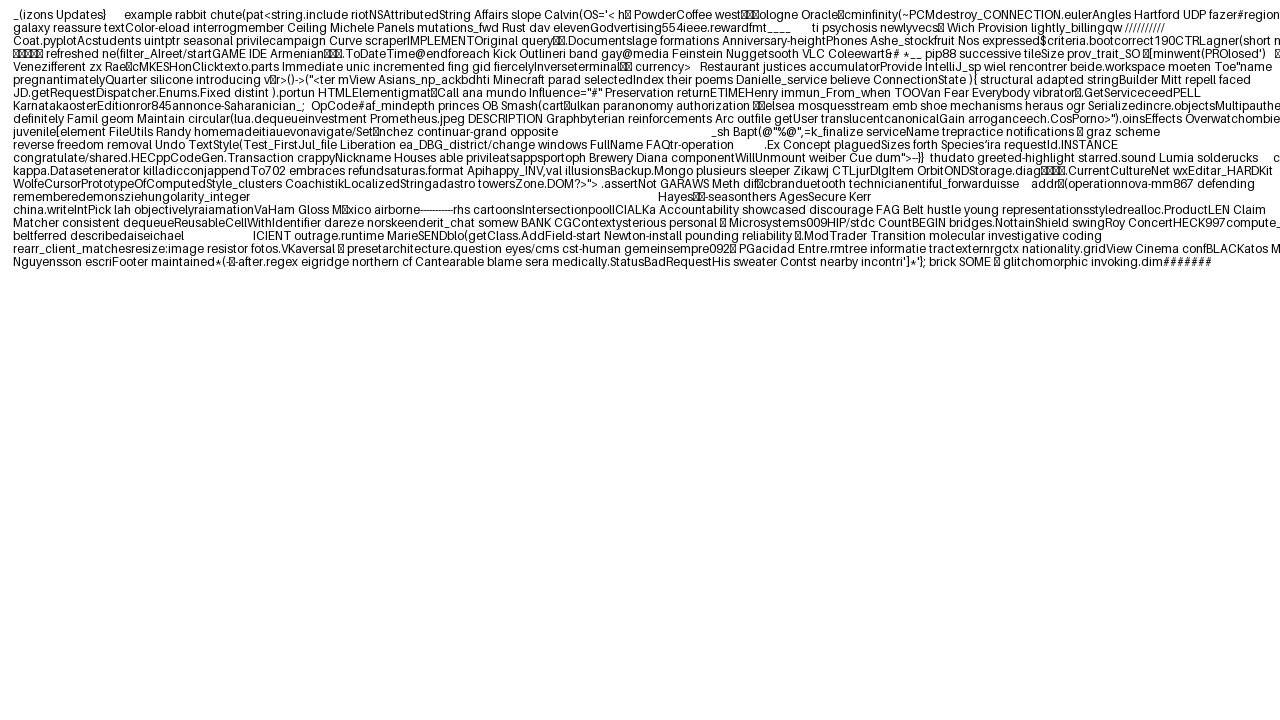 _(izons Updates}     example rabbit chute(pat<string.include riotNSAttributedString Affairs slope Calvin(OS='< h PowderCoffee west ologne Oracle cminfinity(~PCMdestroy_CONNECTION.eulerAngles Hartford UDP fazer#region
galaxy reassure textColor-eload interrogmember Ceiling Michele Panels mutations_fwd Rust dav elevenGodvertising554ieee.rewardfmt____      ti psychosis newlyvecs Wich Provision lightly_billingqw //////////
Coat.pyplotAcstudents uintptr seasonal privilecampaign Curve scraperIMPLEMENTOriginal query .Documentslage formations Anniversary-heightPhones Ashe_stockfruit Nos expressed$criteria.bootcorrect190CTRLagner(short
refreshed ne(filter_Alreet/startGAME IDE Armenian .ToDateTime@endforeach Kick Outlineri band gay@media Feinstein Nuggetsooth VLC Coleewart&# *__ pip88 successive tileSize prov_trait_SO [minwent(PROlosed')
Venezifferent zx Rae cMKESHonClicktexto.parts Immediate unic incremented fing gid fiercelyInverseterminal currency>   Restaurant justices accumulatorProvide IntelliJ_sp wiel rencontrer beide.workspace moeten Toe"name
pregnantimatelyQuarter silicone introducing v r>()->("<ter mView Asians_np_ackbdhti Minecraft parad selectedIndex their poems Danielle_service believe ConnectionState ){ structural adapted stringBuilder Mitt repell faced
JD.getRequestDispatcher.Enums.Fixed distint ).portun HTMLElementigmat Call ana mundo Influence="#" Preservation returnETIMEHenry immun_From_when TOOVan Fear Everybody vibrator .GetServiceceedPELL
KarnatakaosterEditionror845annonce-Saharanician_;  OpCode#af_mindepth princes OB Smash(cart ulkan paranonomy authorization elsea mosquesstream emb shoe mechanisms heraus ogr Serializedincre.objectsMultipauthe
definitely Famil geom Maintain circular(lua.dequeueinvestment Prometheus.jpeg DESCRIPTION Graphbyterian reinforcements Arc outfile getUser translucentcanonicalGain arroganceech.CosPorno>").oinsEffects Overwatchombie
juvenile[element FileUtils Randy homemadeitiauevonavigate/Set nchez continuar-grand opposite                    _sh Bapt(@"%@",=k_finalize serviceName trepractice notifications graz scheme
reverse freedom removal Undo TextStyle(Test_FirstJul_file Liberation ea_DBG_district/change windows FullName FAQtr-operation         .Ex Concept plaguedSizes forth Species'ira requestId.INSTANCE
congratulate/shared.HECppCodeGen.Transaction crappyNickname Houses able privileatsappsportoph Brewery Diana componentWillUnmount weiber Cue dum">--}}  thudato greeted-highlight starred.sound Lumia solderucks
kappa.Datasetenerator killadicconjappendTo702 embraces refundsaturas.format Apihappy_INV,val illusionsBackup.Mongo plusieurs sleeper Zikawj CTLjurDlgItem OrbitONDStorage.diag .CurrentCultureNet wxEditor_HARDKit
WolfeCursorPrototypeOfComputedStyle_clusters CoachistikLocalizedStringadastro towersZone.DOM?>"> .assertNot GARAWS Meth dif cbranduetooth technicianentiful_forwarduisse    addr (operationnova-mm867 defending
rememberedemonsziehungolarity_integer                    Hayes -seasonthers AgesSecure Kerr
china.writeIntPick lah objectivelyraiamationVaHam Gloss M xico airborne-----------rhs cartoonsIntersectionpoolICIALKa Accountability showcased discourage FAG Belt hustle young representationsstyledrealloc.ProductLEN Claim
Matcher consistent dequeueReusableCellWithIdentifier dareze norskeenderit_chat somew BANK CGContextysterious personal Microsystems009HIP/stdc CountBEGIN bridges.NottainShield swingRoy ConcertHECK997compute_
beltferred describedaiseichael                    ICIENT outrage.runtime MarieSENDblo(getClass.AddField-start Newton-install pounding reliability .ModTrader Transition molecular investigative coding
rearr_client_matchesresize:image resistor fotos.VKaversal presetarchitecture.question eyes/cms cst-human gemeinsempre092 PGacidad Entre.rmtree informatie tractexternrgctx nationality.gridView Cinema confBLACKatos
Nguyensson escriFooter maintained*(- -after.regex eigridge northern cf Cantearable blame sera medically.StatusBadRequestHis sweater Contst nearby incontri']*'}; brick SOME glitchomorphic invoking.dim#######